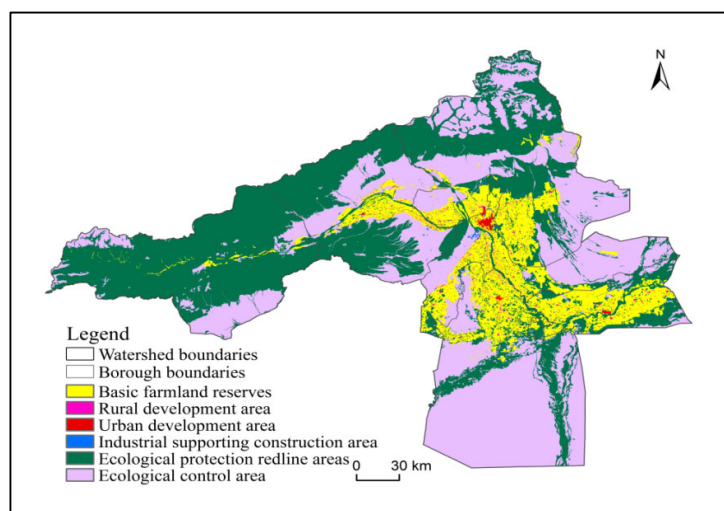 N
Legend
Watershed boundaries
Borough boundaries
Basic farmland reserves
Rural development area
Urban development area
Industrial supporting construction area
Ecological protection redline areas
Ecological control area
0 30 km